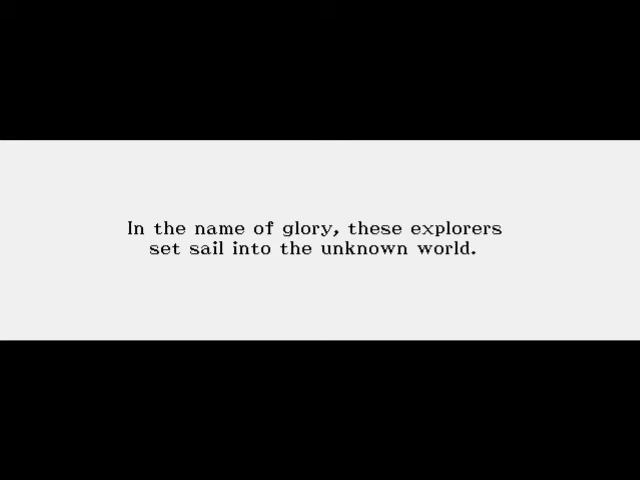 In the name of glory, these explorers
set sail into the unknown world.